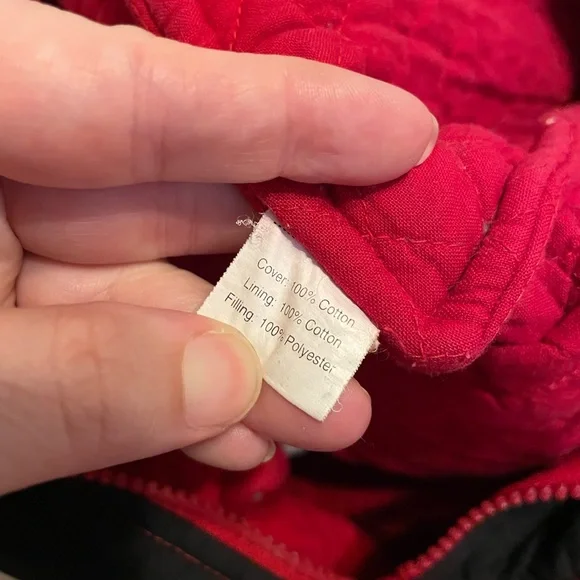 Cover: 100% Cotton
Lining: 100% Cotton
Filling: 100% Polyester